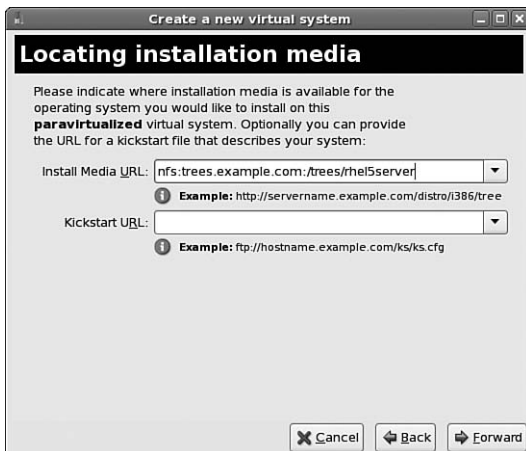 Create a new virtual system
Locating installation media
Please indicate where installation media is available for the
operating system you would like to install on this
paravirtualized virtual system. Optionally you can provide
the URL for a kickstart file that describes your system:
Install Media URL: nfs:trees.example.com:/trees/rhel5server
Example: http://servername.example.com/distro/i386/tree
Kickstart URL:
Example: ftp://hostname.example.com/ks/ks.cfg
Cancel Back Forward